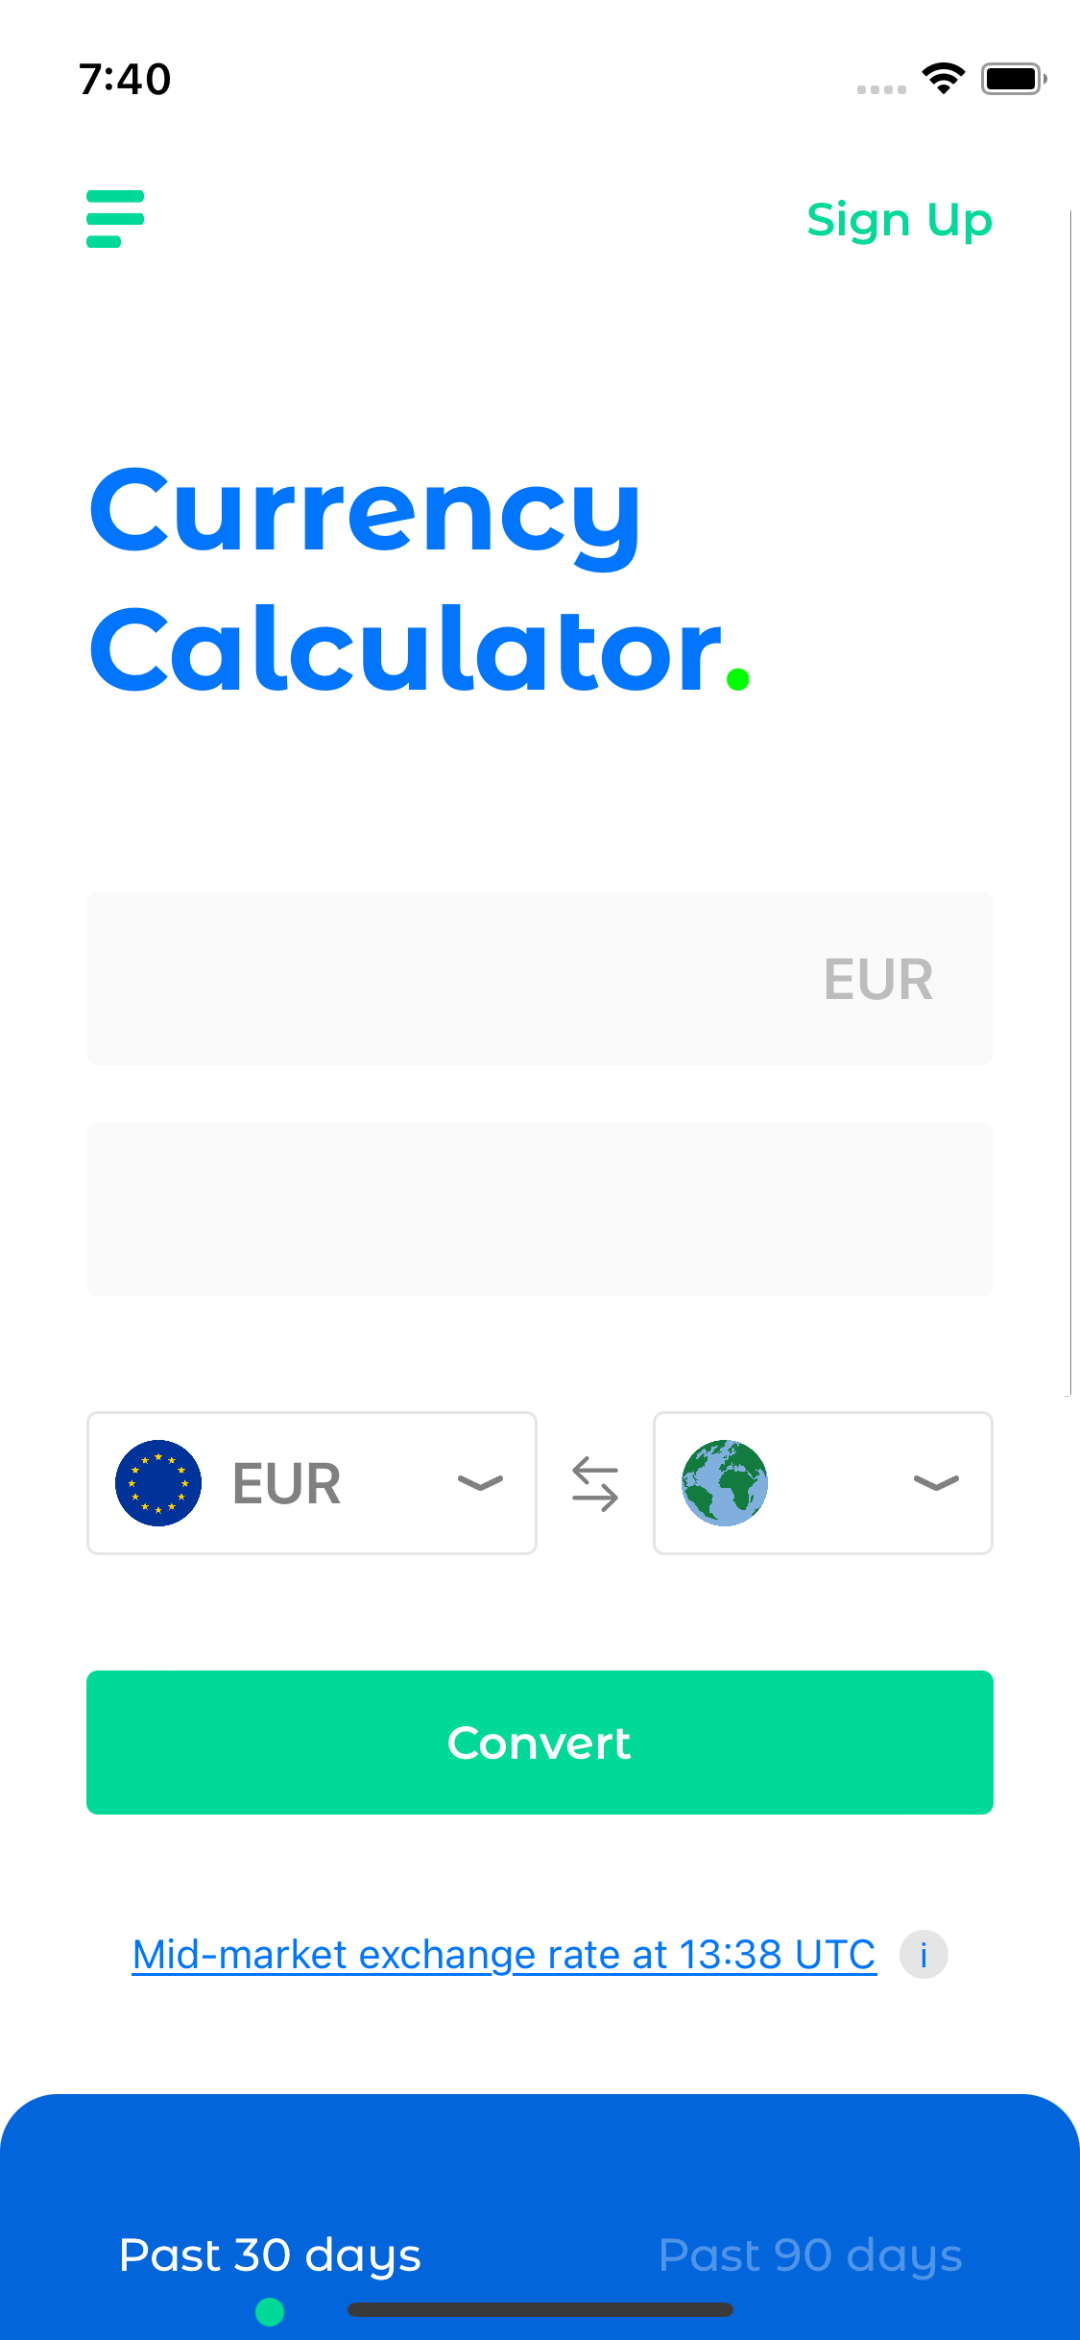 7:40
Sign Up
Currency
Calculator.
EUR
EUR
Convert
Mid-market exchange rate at 13:38 UTC
i
Past 30 days
Past 90 days